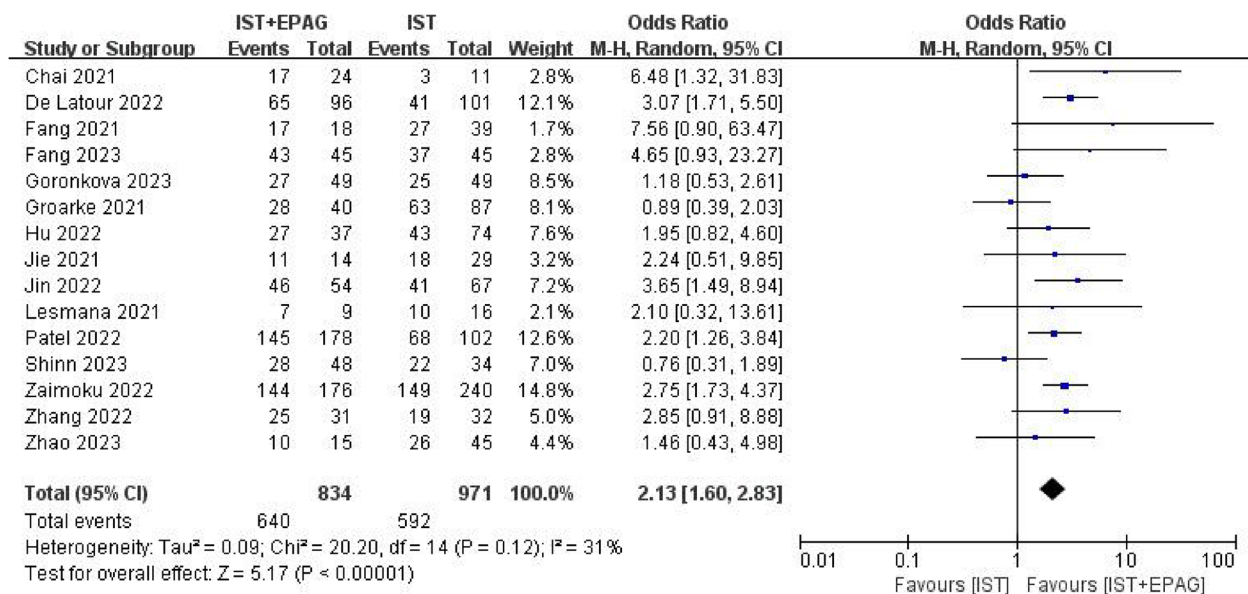 IST+EPAG IST Odds Ratio Odds Ratio
Study or Subgroup Events Total Events Total Weight M-H, Random, 95% CI M-H, Random, 95% CI
Chai 2021 17 24 3 11 2.8% 6.48 [1.32, 31.83]
De Latour 2022 65 96 41 101 12.1% 3.07 [1.71, 5.50]
Fang 2021 17 18 27 39 1.7% 7.56 [0.90, 63.47]
Fang 2023 43 45 37 45 2.8% 4.65 [0.93, 23.27]
Goronkova 2023 27 49 25 49 8.5% 1.18 [0.53, 2.61]
Groarke 2021 28 40 63 87 8.1% 0.89 [0.39, 2.03]
Hu 2022 27 37 43 74 7.6% 1.95 [0.82, 4.60]
Jie 2021 11 14 18 29 3.2% 2.24 [0.51, 9.85]
Jin 2022 46 54 41 67 7.2% 3.65 [1.49, 8.94]
Lesmana 2021 7 9 10 16 2.1% 2.10 [0.32, 13.61]
Patel 2022 145 178 68 102 12.6% 2.20 [1.26, 3.84]
Shinn 2023 28 48 22 34 7.0% 0.76 [0.31, 1.89]
Zaimoku 2022 144 176 149 240 14.8% 2.75 [1.73, 4.37]
Zhang 2022 25 31 19 32 5.0% 2.85 [0.91, 8.88]
Zhao 2023 10 15 26 45 4.4% 1.46 [0.43, 4.98]
Total (95% CI) 834 971 100.0% 2.13 [1.60, 2.83]
Total events 640 592
Heterogeneity: Tau² = 0.09; Chi² = 20.20, df = 14 (P = 0.12); I² = 31%
Test for overall effect: Z = 5.17 (P < 0.00001)
0.01 0.1 1 10 100
Favours [IST] Favours [IST+EPAG]